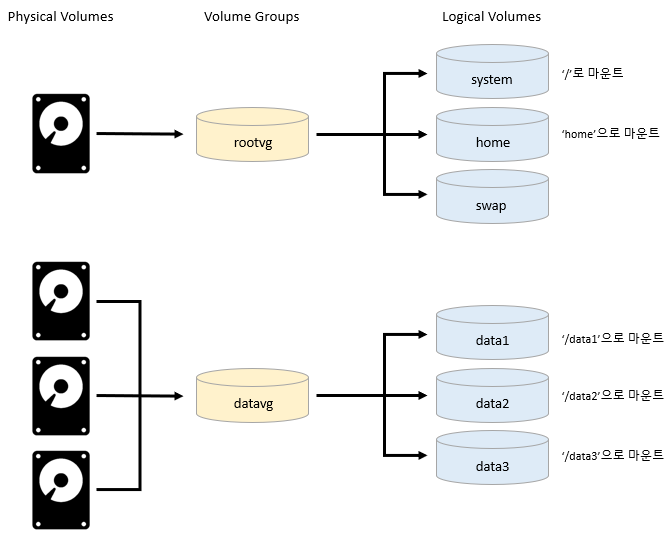 Physical Volumes
Volume Groups
Logical Volumes
system
‘/’로 마운트
rootvg
home
‘home’으로 마운트
swap
data1
‘/data1’으로 마운트
datavg
data2
‘/data2’으로 마운트
data3
‘/data3’으로 마운트